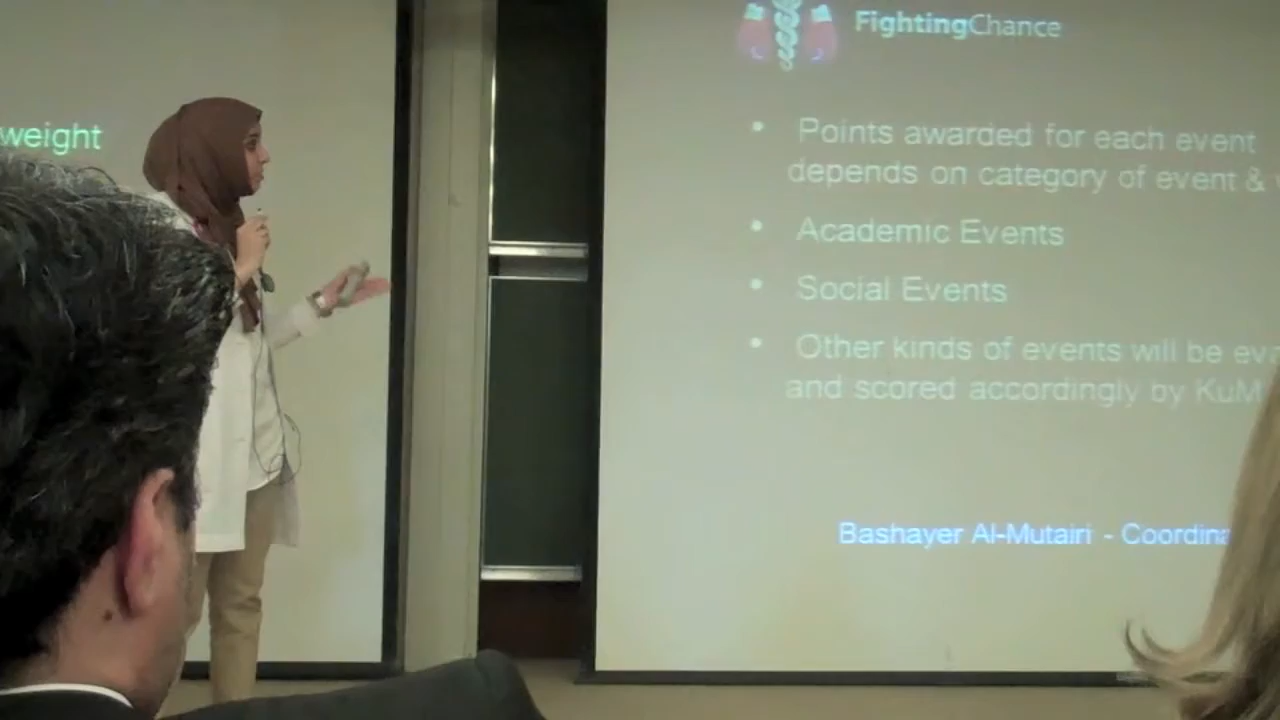 weight
FightingChance
• Points awarded for each event
depends on category of event &
• Academic Events
• Social Events
• Other kinds of events will be
and scored accordingly by KuM
Bashayer Al-Mutairi - Coordina